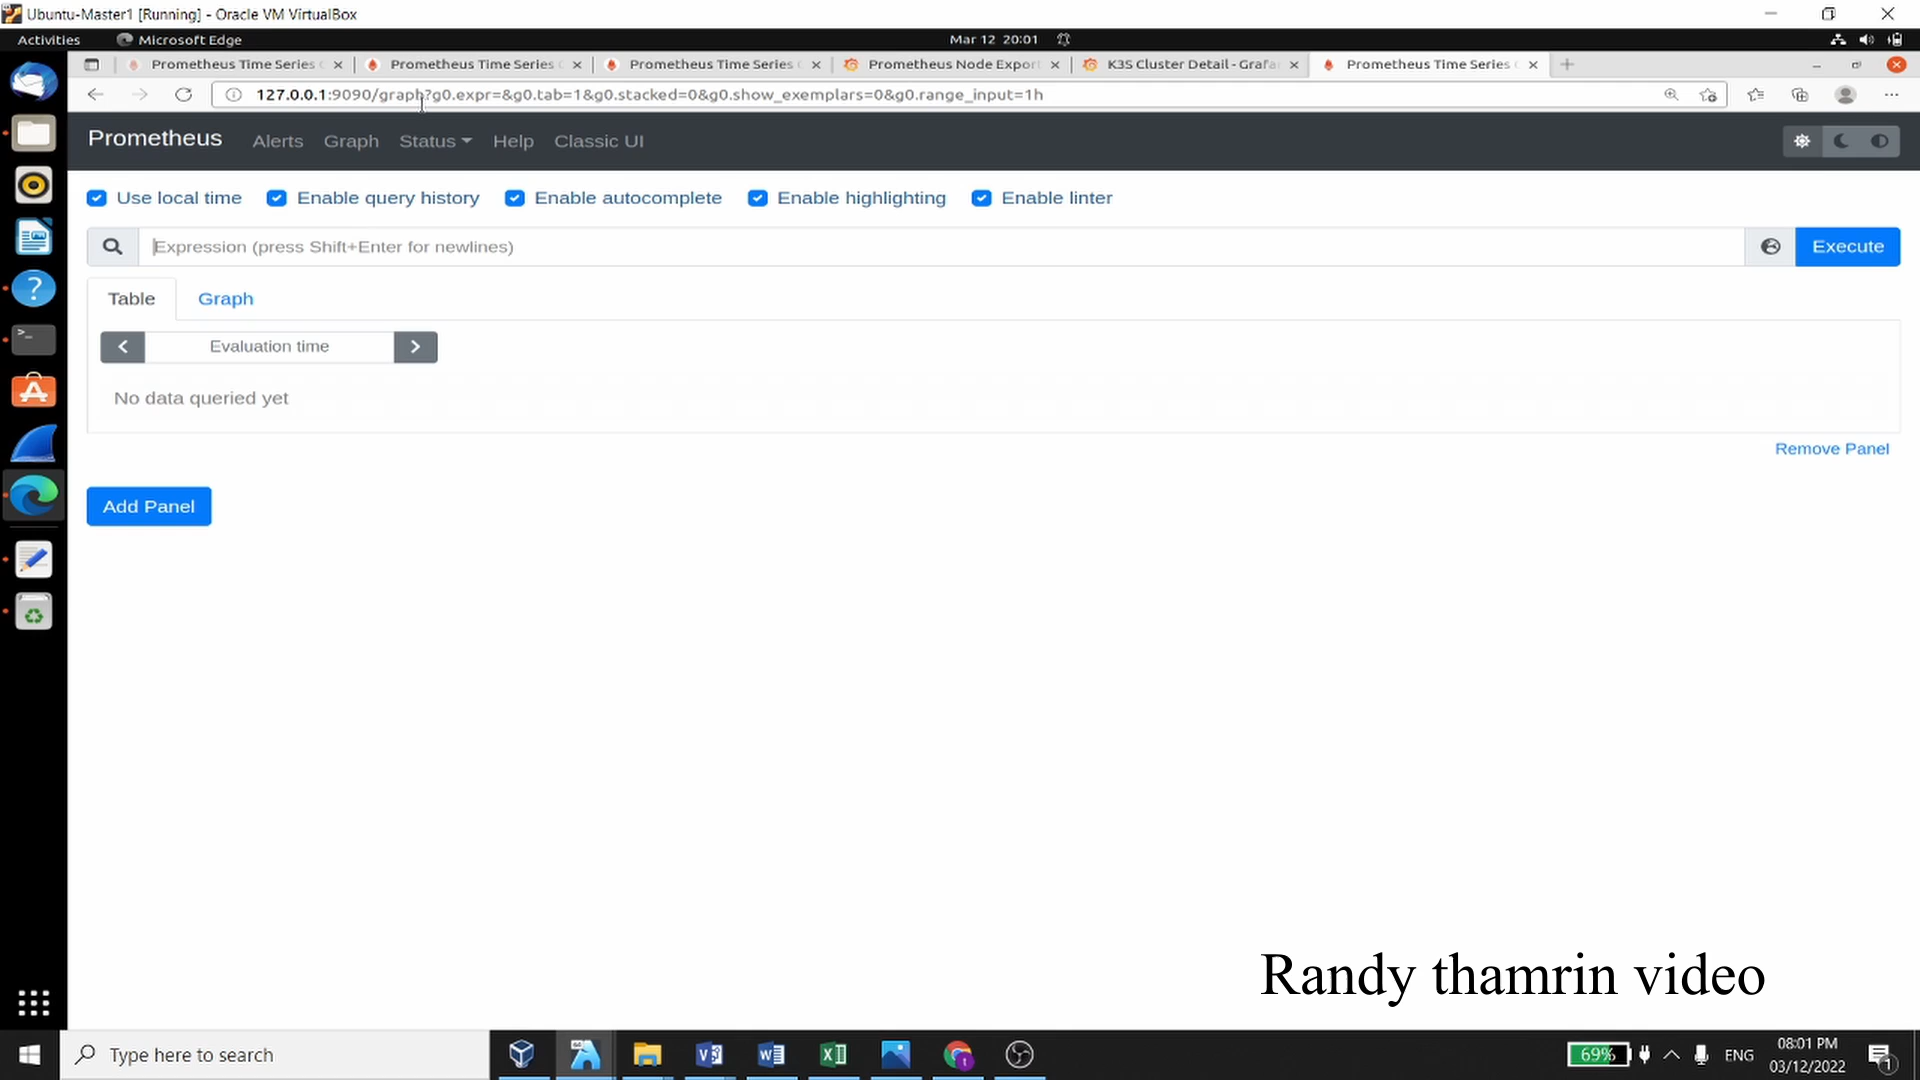 Ubuntu-Master1 [Running] - Oracle VM VirtualBox
Activities Microsoft Edge Mar 12 20:01
Prometheus Time Series Prometheus Time Series Prometheus Time Series Prometheus Node Export K3S Cluster Detail - Grafa Prometheus Time Series
127.0.0.1:9090/graph?g0.expr=&g0.tab=1&g0.stacked=0&g0.show_exemplars=0&g0.range_input=1h
Prometheus Alerts Graph Status Help Classic UI
Use local time Enable query history Enable autocomplete Enable highlighting Enable linter
Expression (press Shift+Enter for newlines) Execute
Table Graph
Evaluation time
No data queried yet
Remove Panel
Add Panel
Randy thamrin video
Type here to search 69% ENG 08:01 PM
03/12/2022